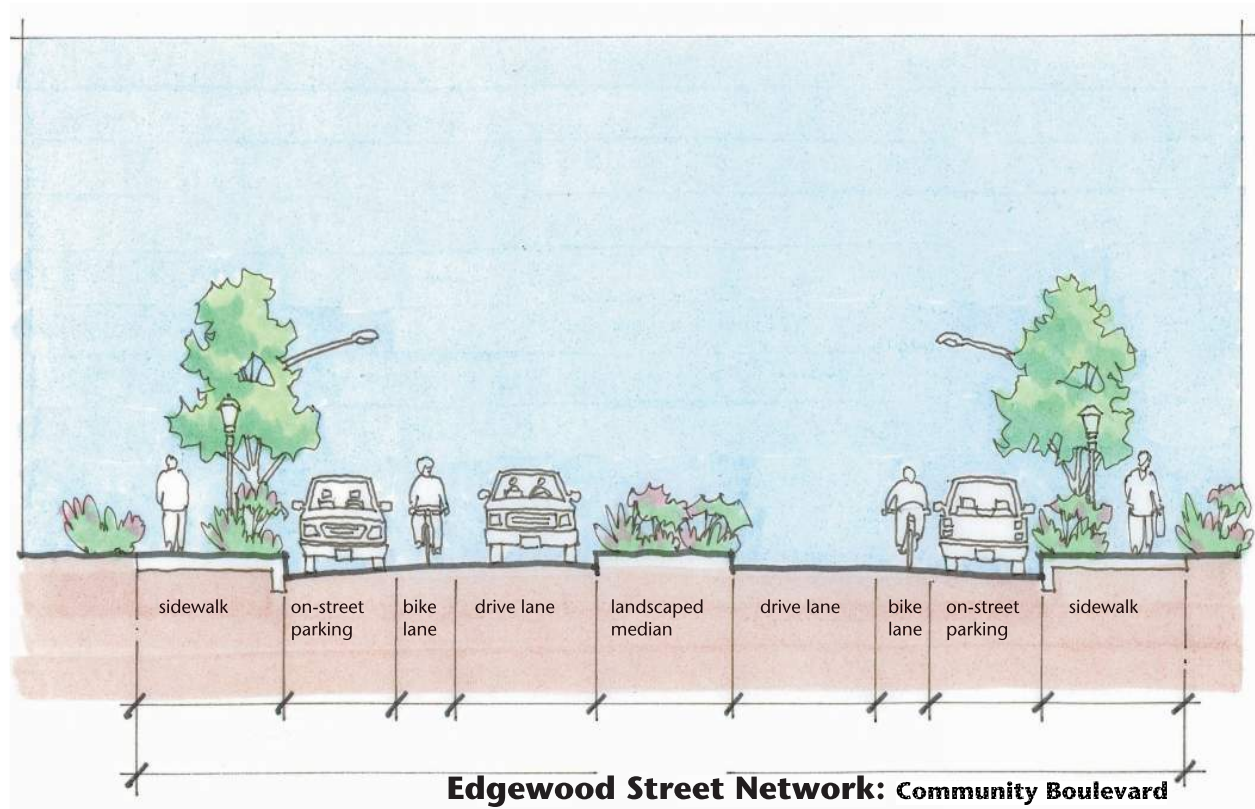 sidewalk
on-street
parking
bike
lane
drive lane
landscaped
median
drive lane
bike
lane
on-street
parking
sidewalk
Edgewood Street Network: Community Boulevard